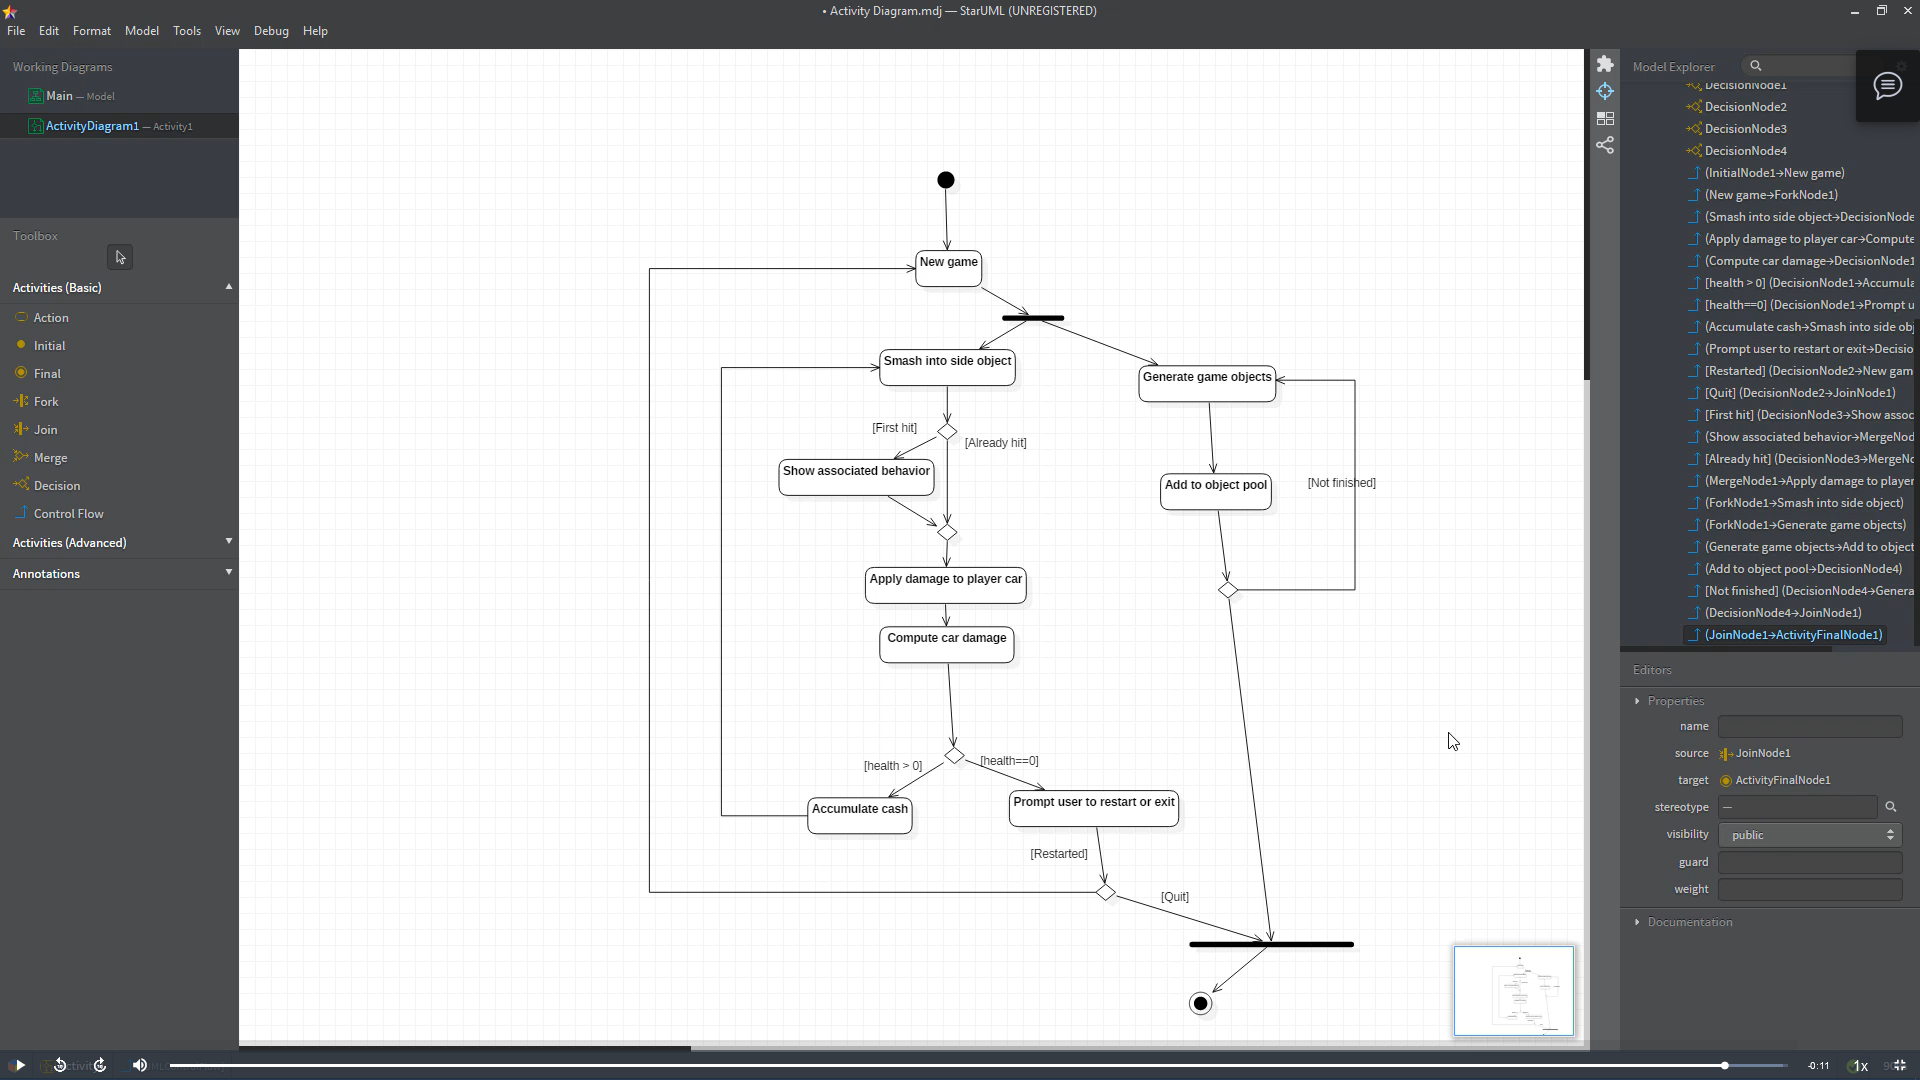 • Activity Diagram.mdj — StarUML (UNREGISTERED)
File Edit Format Model Tools View Debug Help
Working Diagrams
Main — Model
ActivityDiagram1 — Activity1
Toolbox
Activities (Basic)
Action
Initial
Final
Fork
Join
Merge
Decision
Control Flow
Activities (Advanced)
Annotations
New game
Smash into side object
Generate game objects
[First hit]
[Already hit]
Show associated behavior
Add to object pool
[Not finished]
Apply damage to player car
Compute car damage
[health > 0]
[health==0]
Accumulate cash
Prompt user to restart or exit
[Restarted]
[Quit]
Model Explorer
DecisionNode1
DecisionNode2
DecisionNode3
DecisionNode4
(InitialNode1→New game)
(New game→ForkNode1)
(Smash into side object→DecisionNode
(Apply damage to player car→Compute
(Compute car damage→DecisionNode1
[health > 0] (DecisionNode1→Accumula
[health==0] (DecisionNode1→Prompt u
(Accumulate cash→Smash into side obj
(Prompt user to restart or exit→Decisio
[Restarted] (DecisionNode2→New gam
[Quit] (DecisionNode2→JoinNode1)
[First hit] (DecisionNode3→Show assoc
(Show associated behavior→MergeNod
[Already hit] (DecisionNode3→MergeNo
(MergeNode1→Apply damage to player
(ForkNode1→Smash into side object)
(ForkNode1→Generate game objects)
(Generate game objects→Add to object
(Add to object pool→DecisionNode4)
[Not finished] (DecisionNode4→Genera
(DecisionNode4→JoinNode1)
(JoinNode1→ActivityFinalNode1)
Editors
Properties
name
source JoinNode1
target ActivityFinalNode1
stereotype —
visibility public
guard
weight
Documentation
-0:11 1x